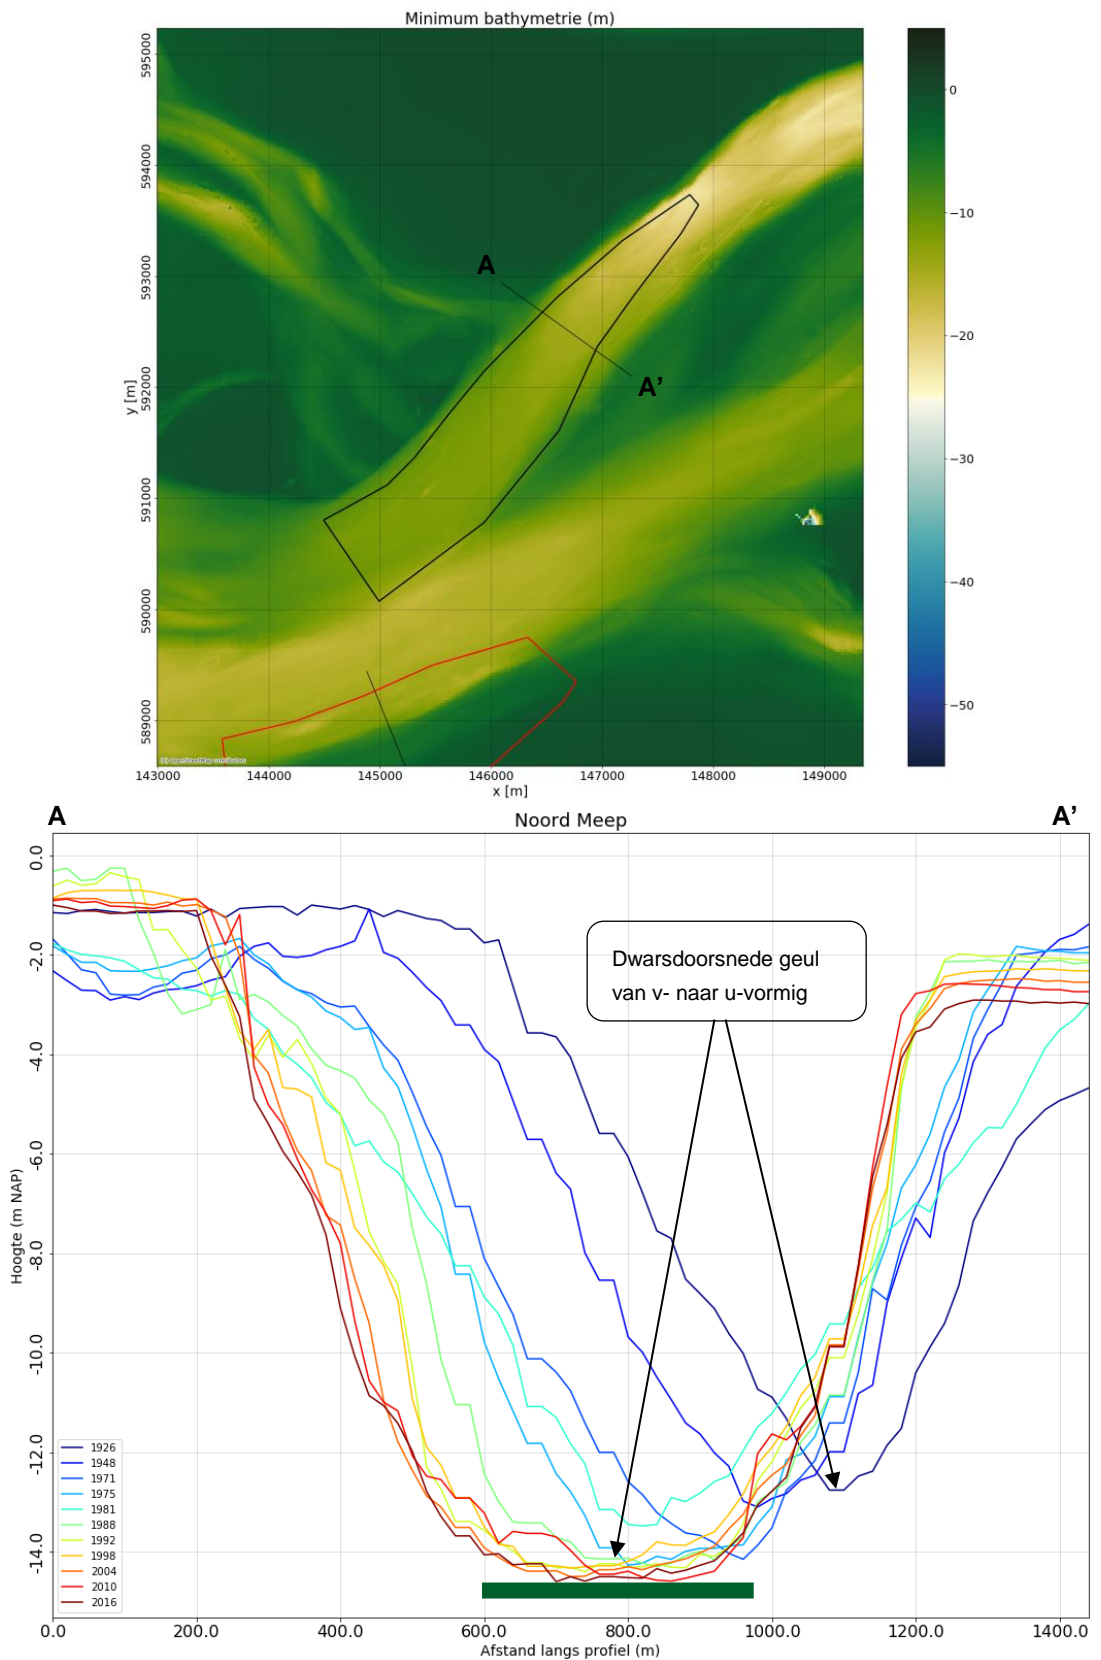 Minimum bathymetrie (m)
595000
594000
593000
592000
591000
590000
589000
y [m]
A
A’
(C) OpenStreetMap contributors
143000 144000 145000 146000 147000 148000 149000
x [m]
0
−10
−20
−30
−40
−50
A A’
Noord Meep
0.0
-2.0
-4.0
-6.0
-8.0
-10.0
-12.0
-14.0
Hoogte (m NAP)
Dwarsdoorsnede geul
van v- naar u-vormig
1926
1948
1971
1975
1981
1988
1992
1998
2004
2010
2016
0.0 200.0 400.0 600.0 800.0 1000.0 1200.0 1400.0
Afstand langs profiel (m)